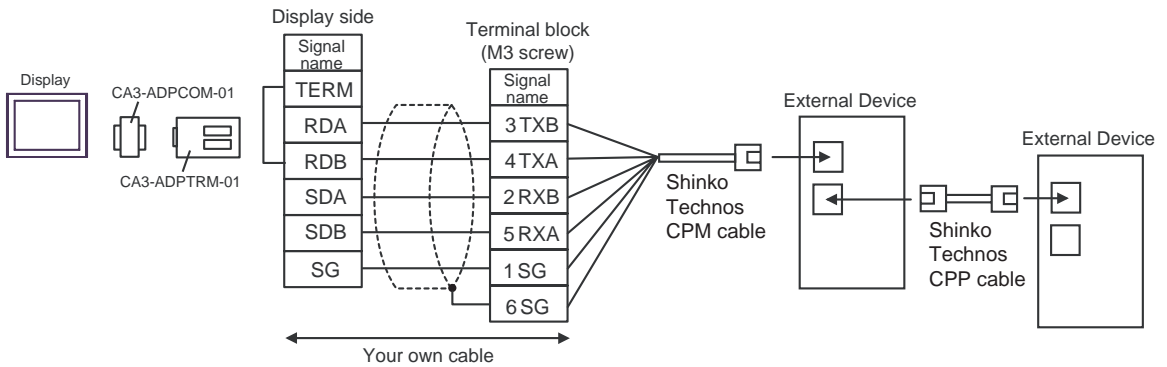 Display side
Signal
name
TERM
RDA
RDB
SDA
SDB
SG
Terminal block
(M3 screw)
Signal
name
3 TXB
4 TXA
2 RXB
5 RXA
1 SG
6 SG
Display
CA3-ADPCOM-01
CA3-ADPTRM-01
Your own cable
Shinko
Technos
CPM cable
External Device
Shinko
Technos
CPP cable
External Device